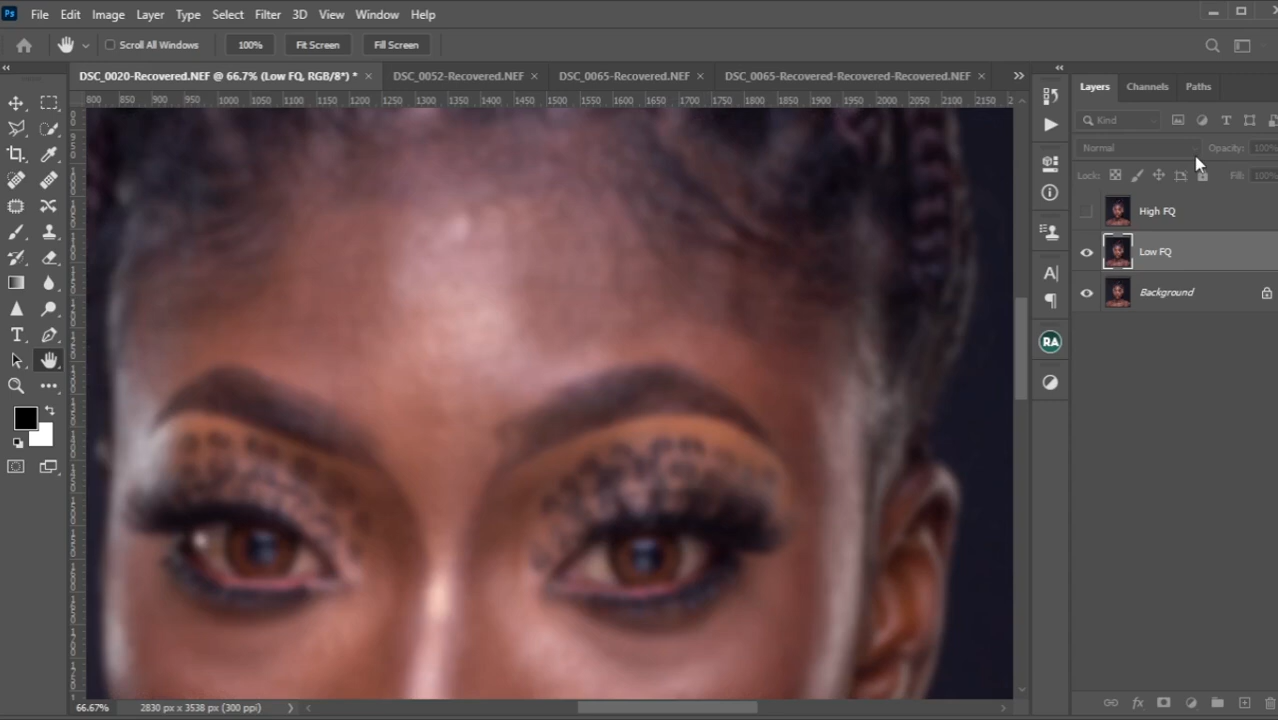 Ps File Edit Image Layer Type Select Filter 3D View Window Help
Scroll All Windows 100% Fit Screen Fill Screen
DSC_0020-Recovered.NEF @ 66.7% (Low FQ, RGB/8*) * × DSC_0052-Recovered.NEF × DSC_0065-Recovered.NEF × DSC_0065-Recovered-Recovered-Recovered.NEF ×
800 850 900 950 1000 1050 1100 1150 1200 1250 1300 1350 1400 1450 1500 1550 1600 1650 1700 1750 1800 1850 1900 1950 2000 2050 2100 2150 2
Layers Channels Paths
Kind
Normal Opacity: 100%
Lock: Fill: 100%
High FQ
Low FQ
Background
RA
66.67% 2830 px x 3538 px (300 ppi)